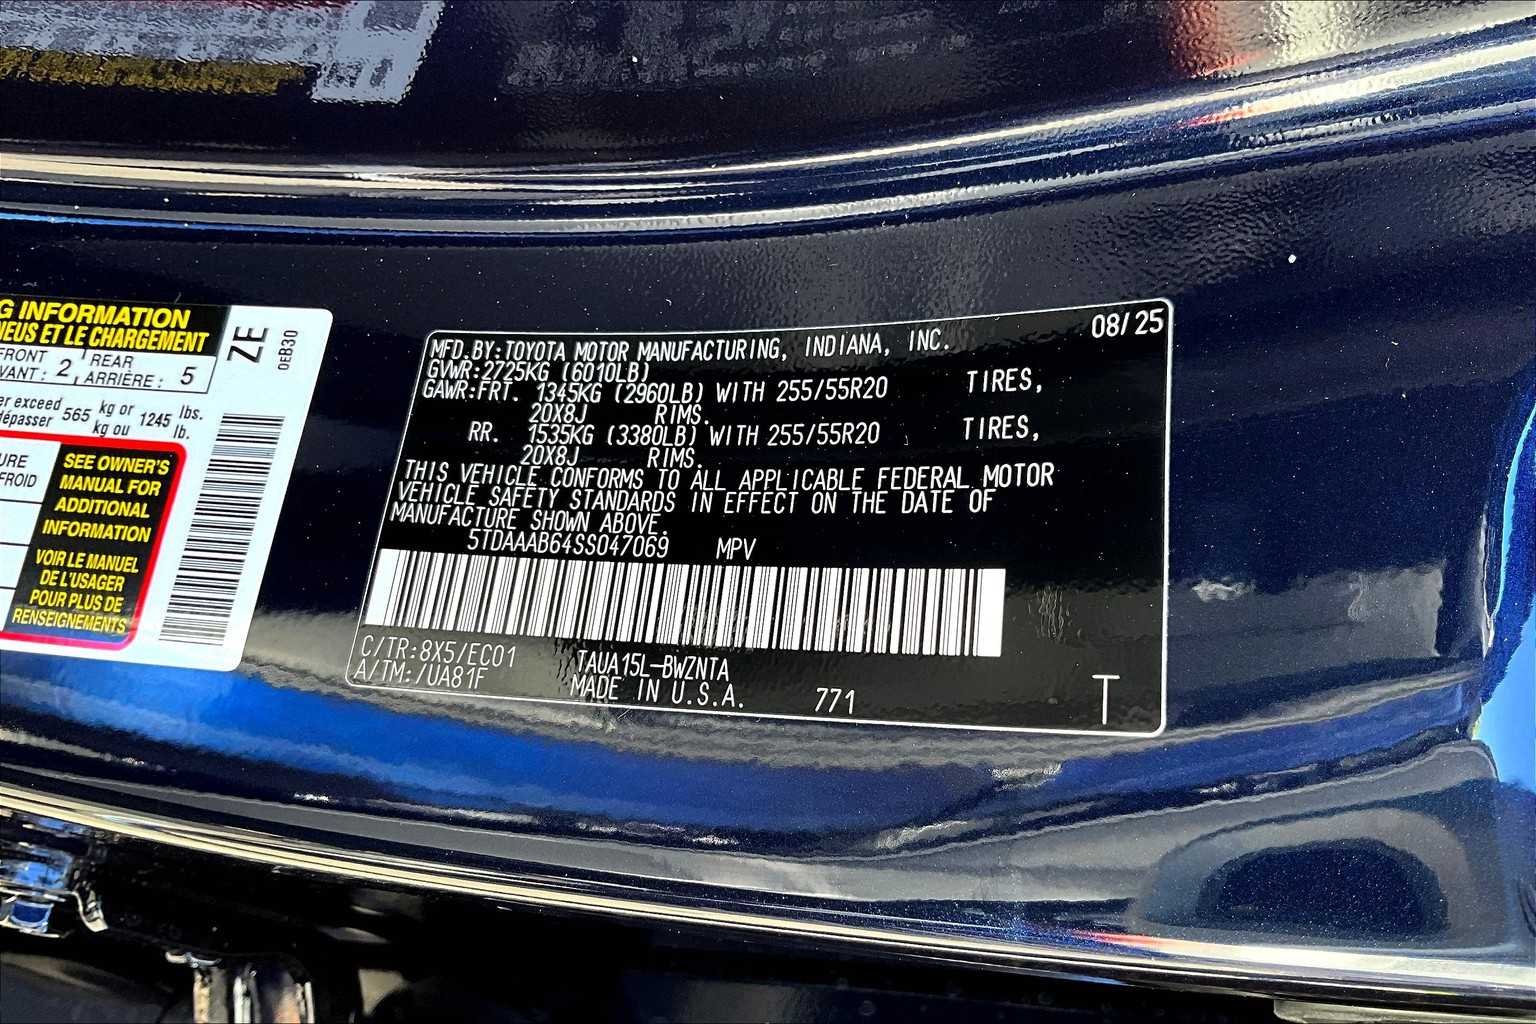 G INFORMATION
NEUS ET LE CHARGEMENT
FRONT 2 REAR 5
VANT: ARRIÈRE:
er exceed 565 kg or 1245 lbs.
dépasser kg ou lb.
URE
FROID
SEE OWNER'S
MANUAL FOR
ADDITIONAL
INFORMATION
VOIR LE MANUEL
DE L'USAGER
POUR PLUS DE
RENSEIGNEMENTS
ZE
0EB30
08/25
MFD.BY:TOYOTA MOTOR MANUFACTURING, INDIANA, INC.
GVWR:2725KG (6010LB)
GAWR:FRT. 1345KG (2960LB) WITH 255/55R20 TIRES,
20X8J RIMS.
RR. 1535KG (3380LB) WITH 255/55R20 TIRES,
20X8J RIMS.
THIS VEHICLE CONFORMS TO ALL APPLICABLE FEDERAL MOTOR
VEHICLE SAFETY STANDARDS IN EFFECT ON THE DATE OF
MANUFACTURE SHOWN ABOVE.
5TDAAAB64SS047069 MPV
C/TR:8X5/EC01 TAUA15L-BWZNTA
A/TM:/UA81F MADE IN U.S.A. 771 T